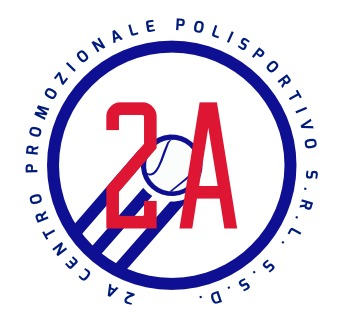 2A CENTRO PROMOZIONALE POLISPORTIVO S.R.L. S.S.D.
2A